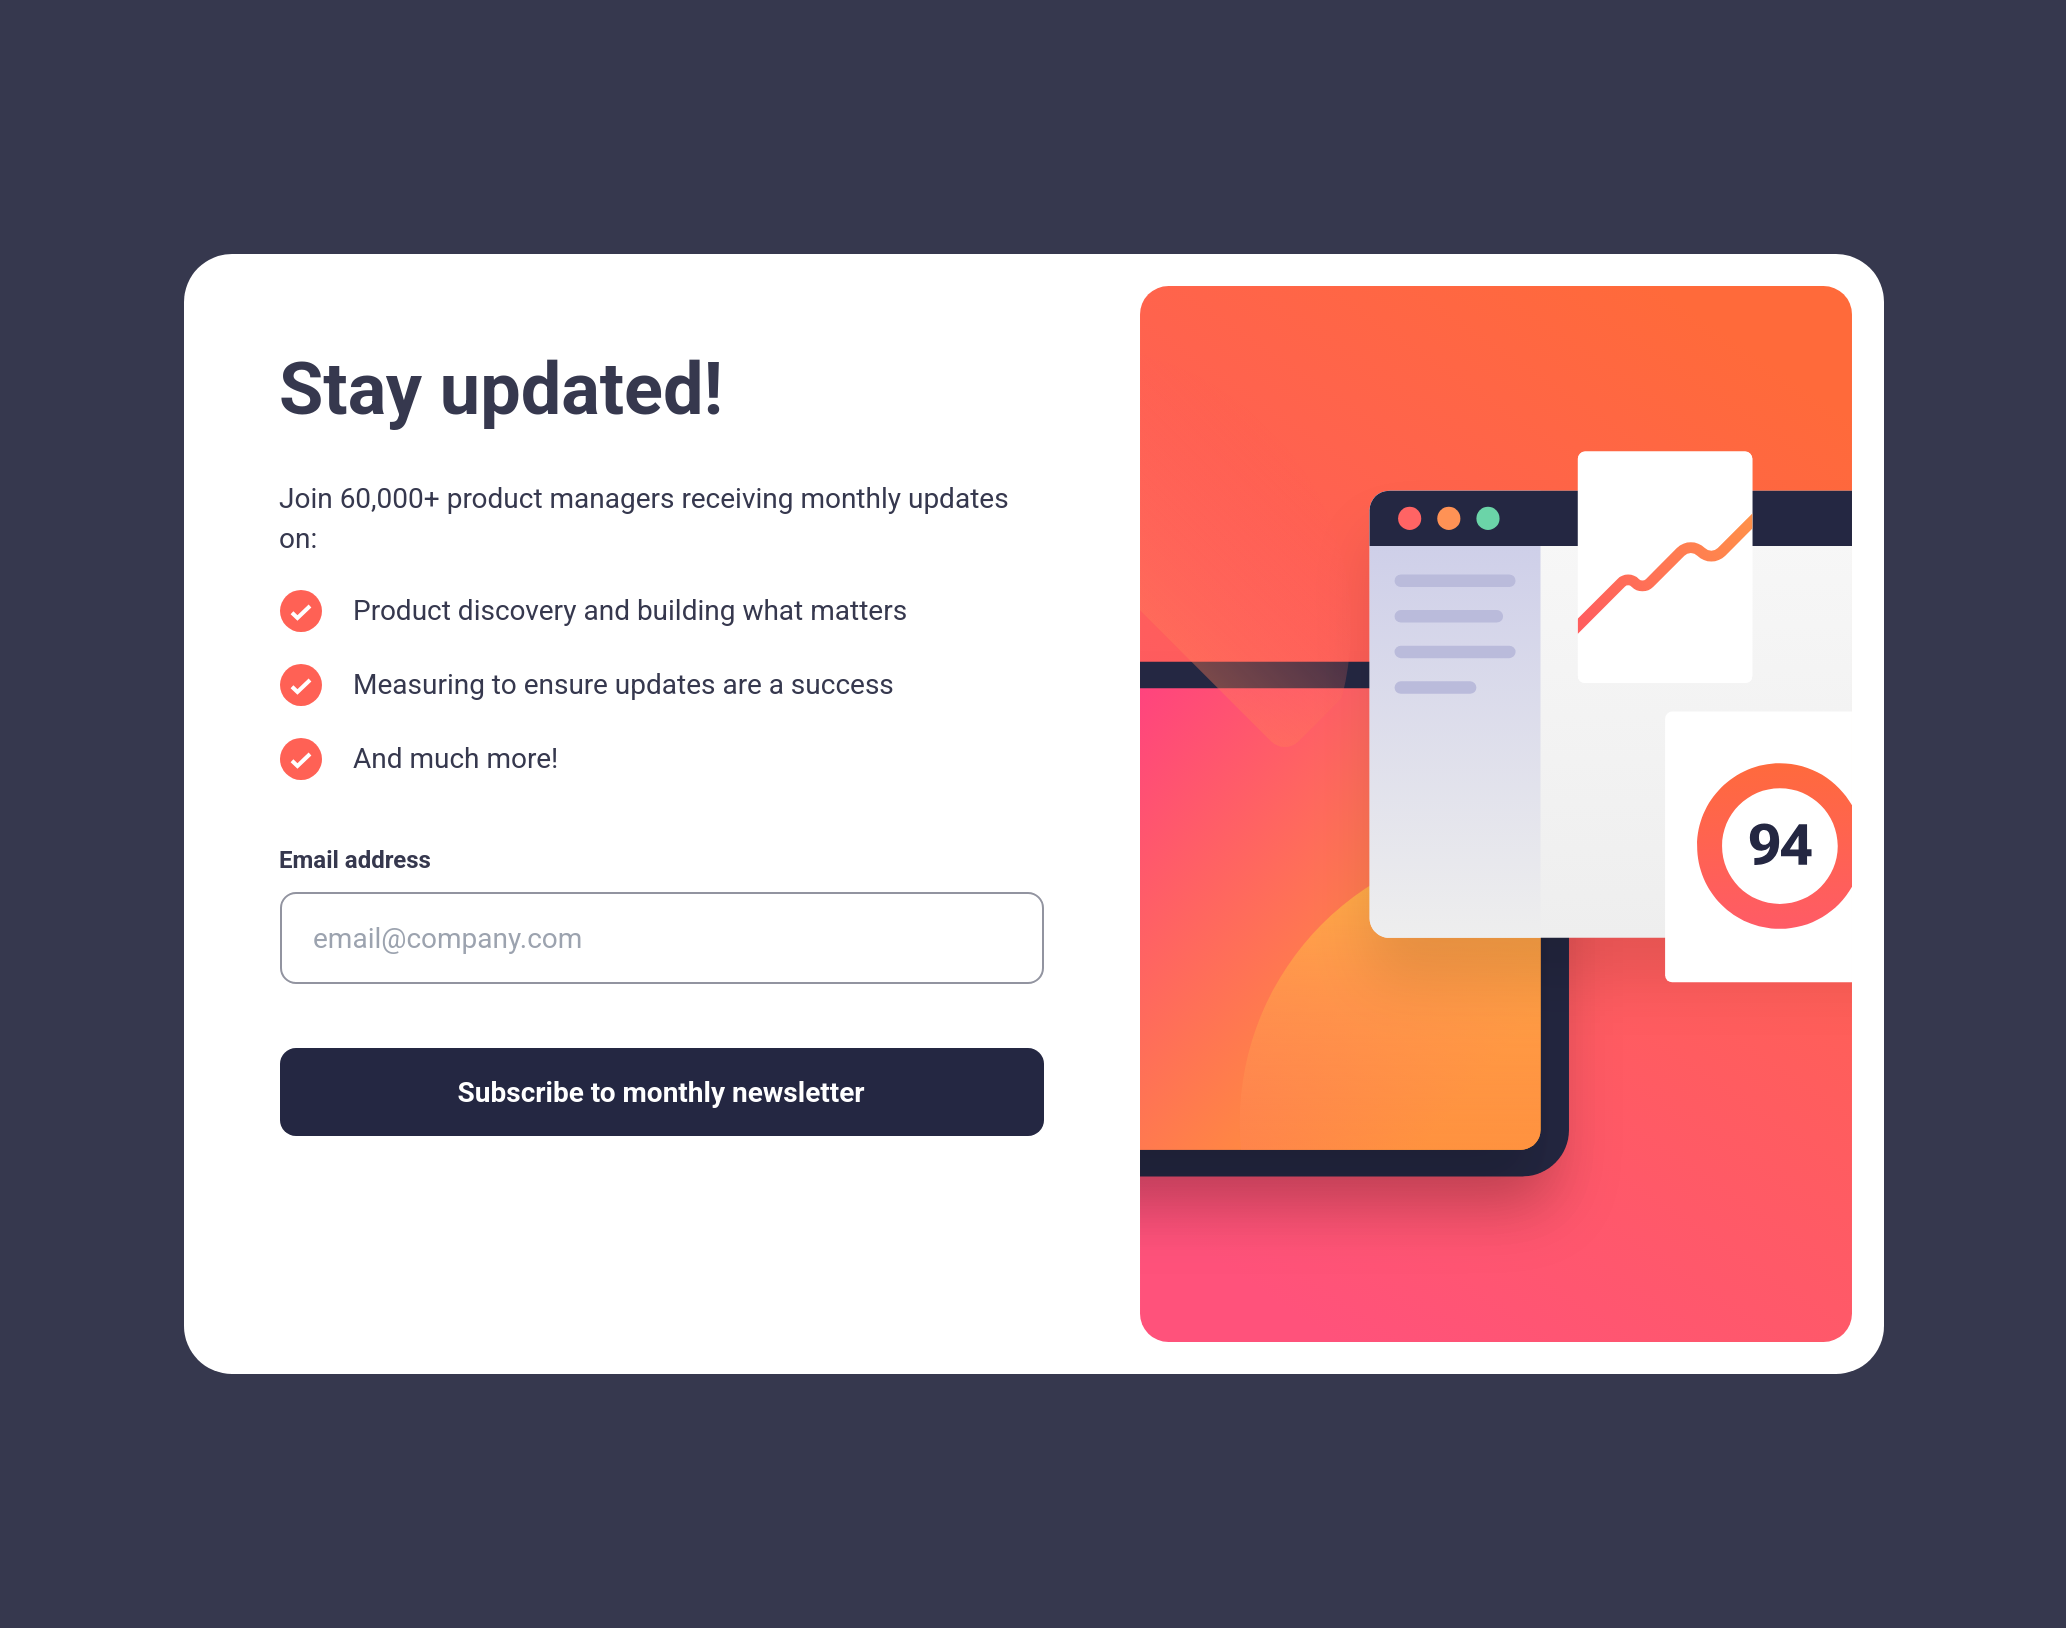 Stay updated!
Join 60,000+ product managers receiving monthly updates
on:
Product discovery and building what matters
Measuring to ensure updates are a success
And much more!
Email address
email@company.com
Subscribe to monthly newsletter
94